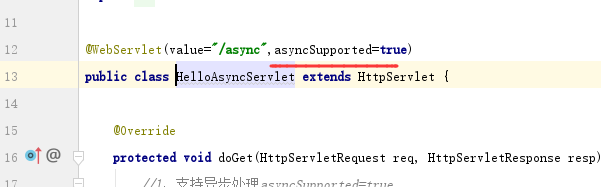 11
12 @WebServlet(value="/async",asyncSupported=true)
13 public class HelloAsyncServlet extends HttpServlet {
14
15 @Override
16 @ protected void doGet(HttpServletRequest req, HttpServletResponse resp)
17 //1、支持异步处理asyncSupported=true